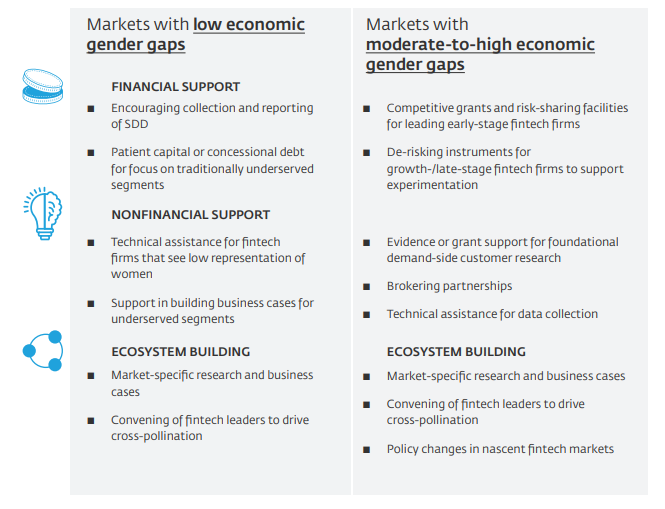 Markets with low economic
gender gaps
FINANCIAL SUPPORT
■ Encouraging collection and reporting
of SDD
■ Patient capital or concessional debt
for focus on traditionally underserved
segments
NONFINANCIAL SUPPORT
■ Technical assistance for fintech
firms that see low representation of
women
■ Support in building business cases for
underserved segments
ECOSYSTEM BUILDING
■ Market-specific research and business
cases
■ Convening of fintech leaders to drive
cross-pollination
Markets with
moderate-to-high economic
gender gaps
■ Competitive grants and risk-sharing facilities
for leading early-stage fintech firms
■ De-risking instruments for
growth-/late-stage fintech firms to support
experimentation
■ Evidence or grant support for foundational
demand-side customer research
■ Brokering partnerships
■ Technical assistance for data collection
ECOSYSTEM BUILDING
■ Market-specific research and business cases
■ Convening of fintech leaders to drive
cross-pollination
■ Policy changes in nascent fintech markets